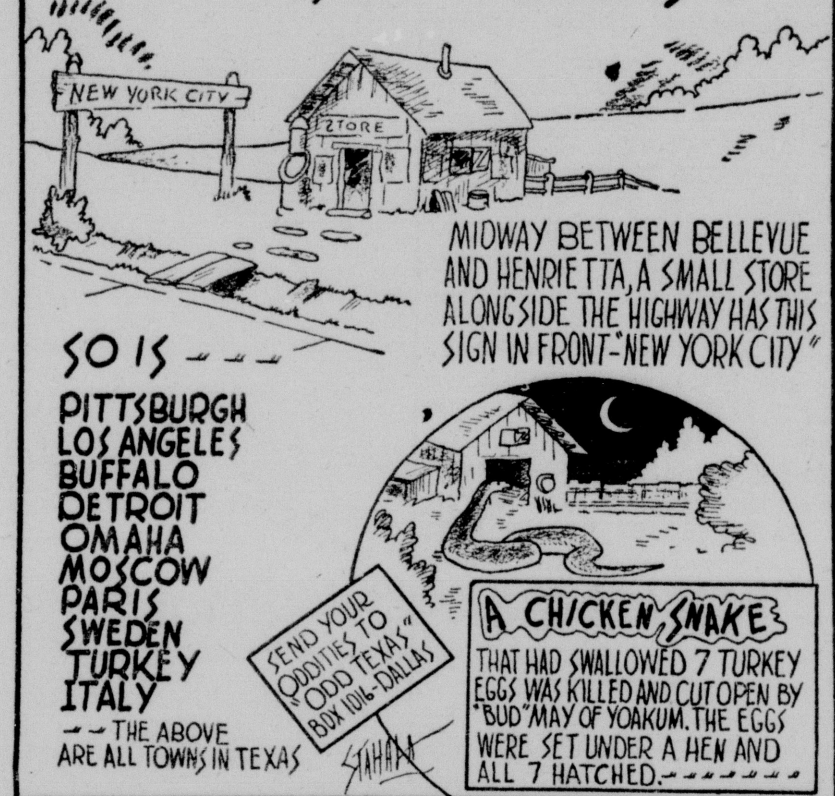 NEW YORK CITY
STORE
MIDWAY BETWEEN BELLEVUE
AND HENRIETTA, A SMALL STORE
ALONGSIDE THE HIGHWAY HAS THIS
SIGN IN FRONT-"NEW YORK CITY"
SO IS ----
PITTSBURGH
LOS ANGELES
BUFFALO
DETROIT
OMAHA
MOSCOW
PARIS
SWEDEN
TURKEY
ITALY
-- THE ABOVE
ARE ALL TOWNS IN TEXAS
SEND YOUR
ODDITIES TO
"ODD TEXAS"
BOX 1016-DALLAS
A CHICKEN SNAKE
THAT HAD SWALLOWED 7 TURKEY
EGGS WAS KILLED AND CUT OPEN BY
"BUD" MAY OF YOAKUM. THE EGGS
WERE SET UNDER A HEN AND
ALL 7 HATCHED.-------